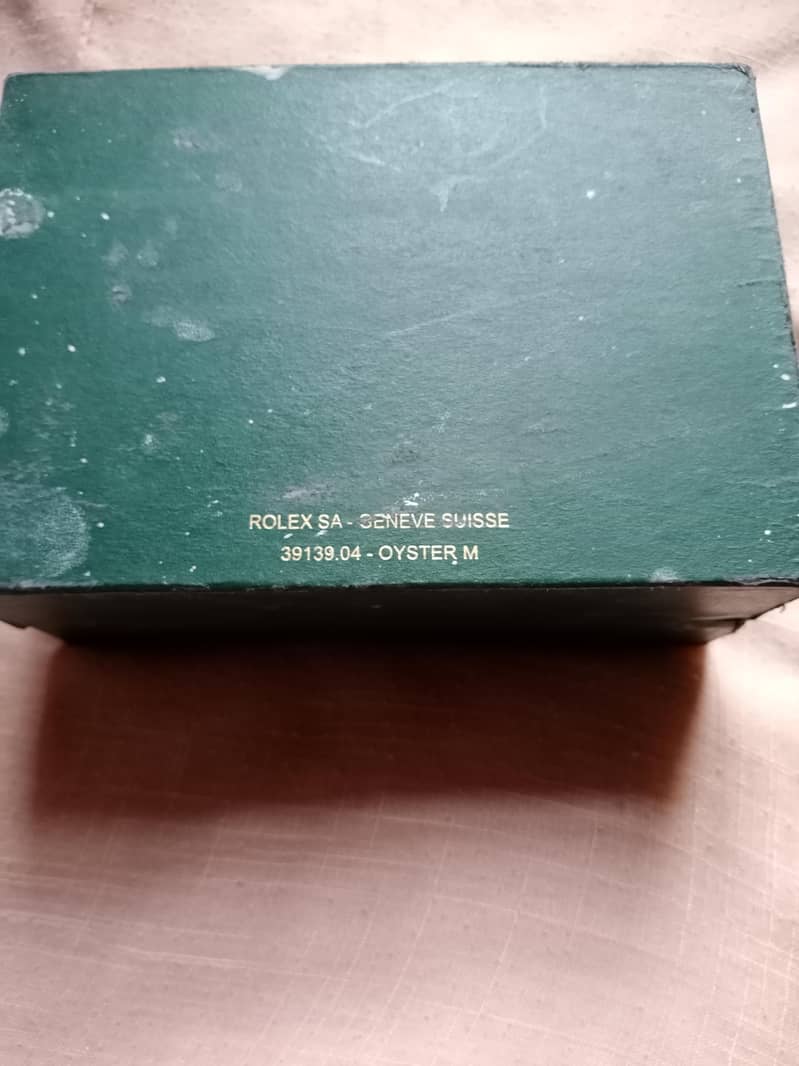 ROLEX SA - GENEVE SUISSE
39139.04 - OYSTER M